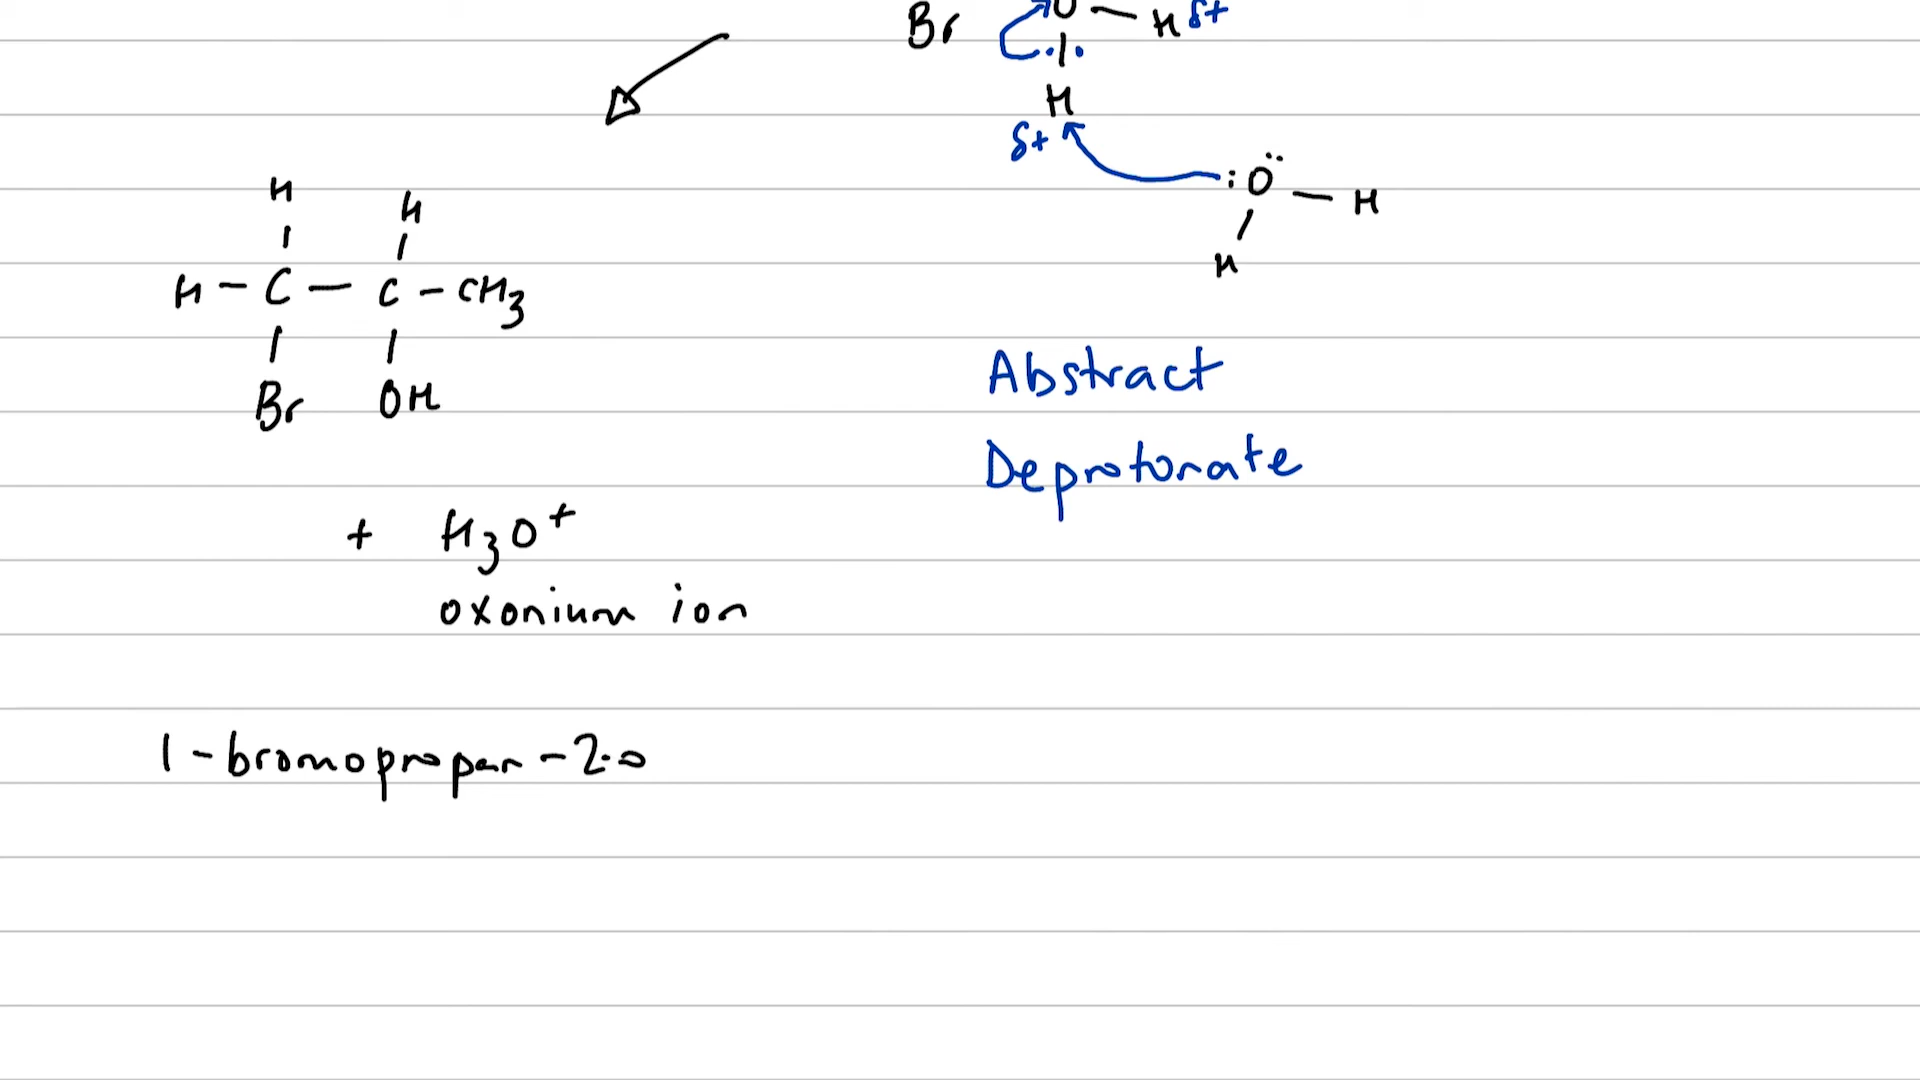 Br O — H δ+
H
δ+
:Ö — H
H
H H
H – C — C – CH3
Br OH
Abstract
Deprotonate
+ H3O+
oxonium ion
1-bromopropan-2-o